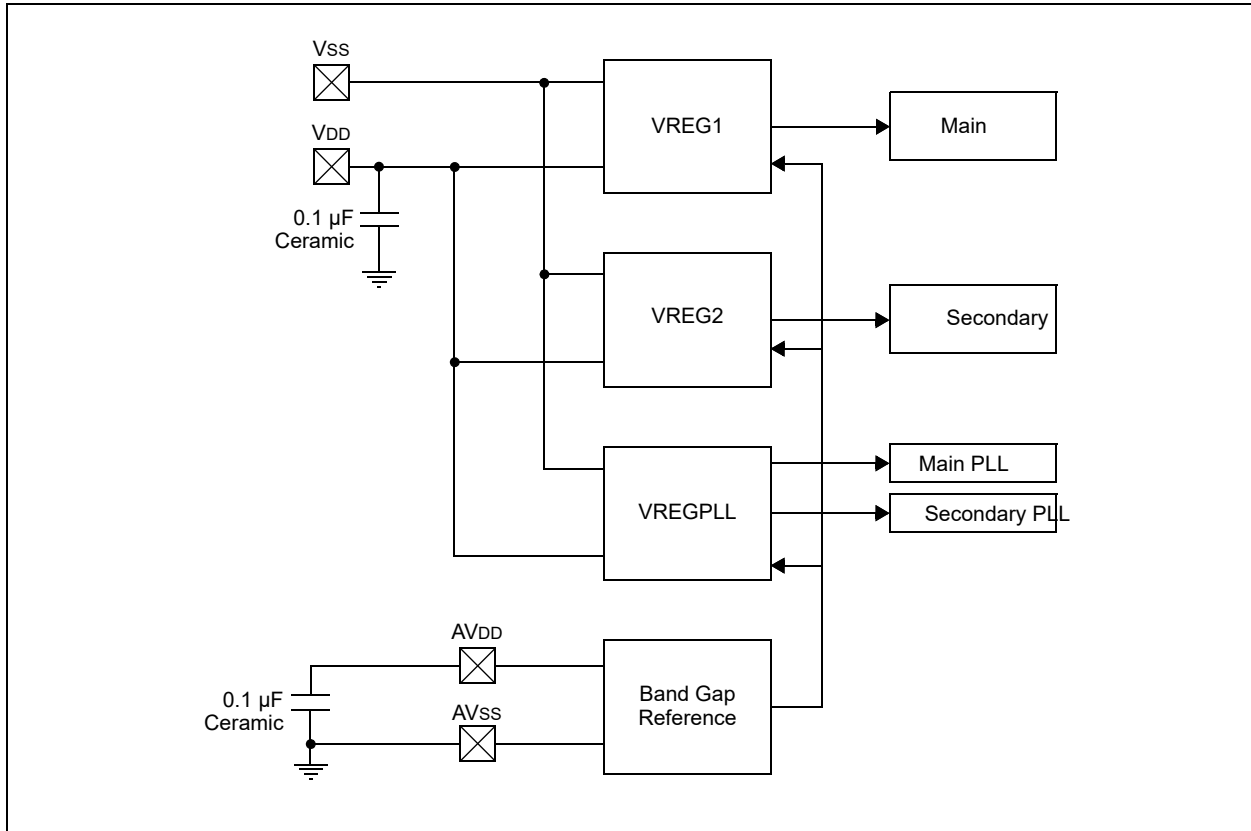 VSS
VREG1
Main
VDD
0.1 µF
Ceramic
VREG2
Secondary
VREGPLL
Main PLL
Secondary PLL
AVDD
0.1 µF
Ceramic
AVSS
Band Gap
Reference